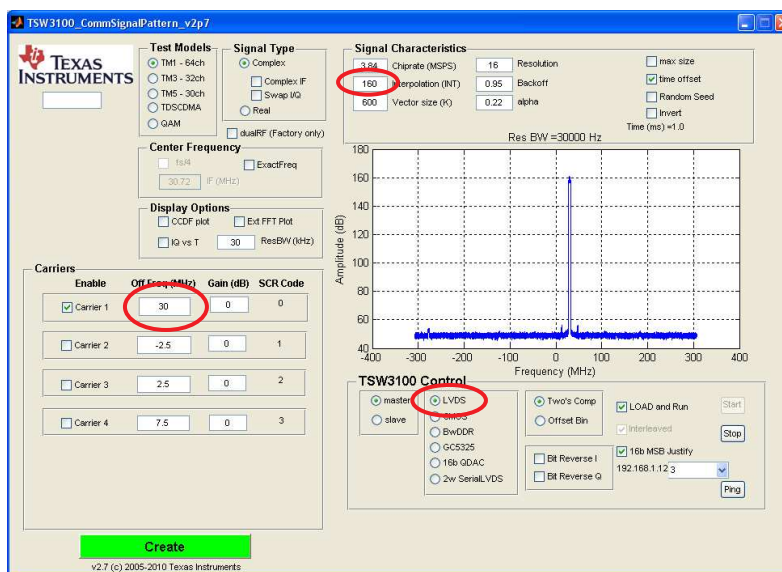 TSW3100_CommSignalPattern_v2p7
TEXAS INSTRUMENTS
Test Models
TM1 - 64ch
TM3 - 32ch
TM5 - 30ch
TDSCDMA
QAM
Signal Type
Complex
Complex IF
Swap I/Q
Real
dualRF (Factory only)
Center Frequency
fs/4
ExactFreq
30.72 IF (MHz)
Display Options
CCDF plot
Ext FFT Plot
IQ vs T
30 ResBW (kHz)
Carriers
Enable Off Freq (MHz) Gain (dB) SCR Code
Carrier 1 30 0 0
Carrier 2 -2.5 0 1
Carrier 3 2.5 0 2
Carrier 4 7.5 0 3
Create
v2.7 (c) 2005-2010 Texas Instruments
Signal Characteristics
3.84 Chiprate (MSPS) 16 Resolution
160 Interpolation (INT) 0.95 Backoff
600 Vector size (K) 0.22 alpha
max size
time offset
Random Seed
Invert
Time (ms) =1.0
Res BW =30000 Hz
Amplitude (dB)
180
160
140
120
100
80
60
40
-400 -300 -200 -100 0 100 200 300 400
Frequency (MHz)
TSW3100 Control
master
slave
LVDS
CMOS
BwDDR
GC5325
16b QDAC
2w SerialLVDS
Two's Comp
Offset Bin
Bit Reverse I
Bit Reverse Q
LOAD and Run
Interleaved
16b MSB Justify
192.168.1.12 3
Start
Stop
Ping